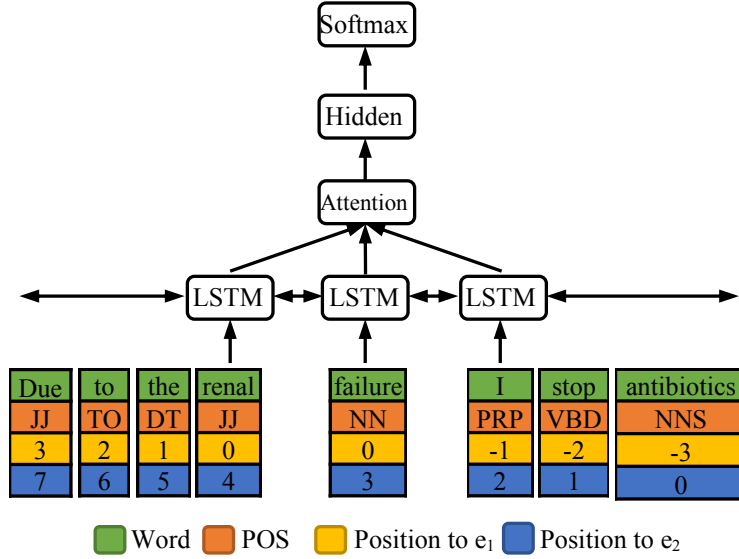 Softmax
Hidden
Attention
LSTM LSTM LSTM
Due to the renal failure I stop antibiotics
JJ TO DT JJ NN PRP VBD NNS
3 2 1 0 0 -1 -2 -3
7 6 5 4 3 2 1 0
Word POS Position to e₁ Position to e₂